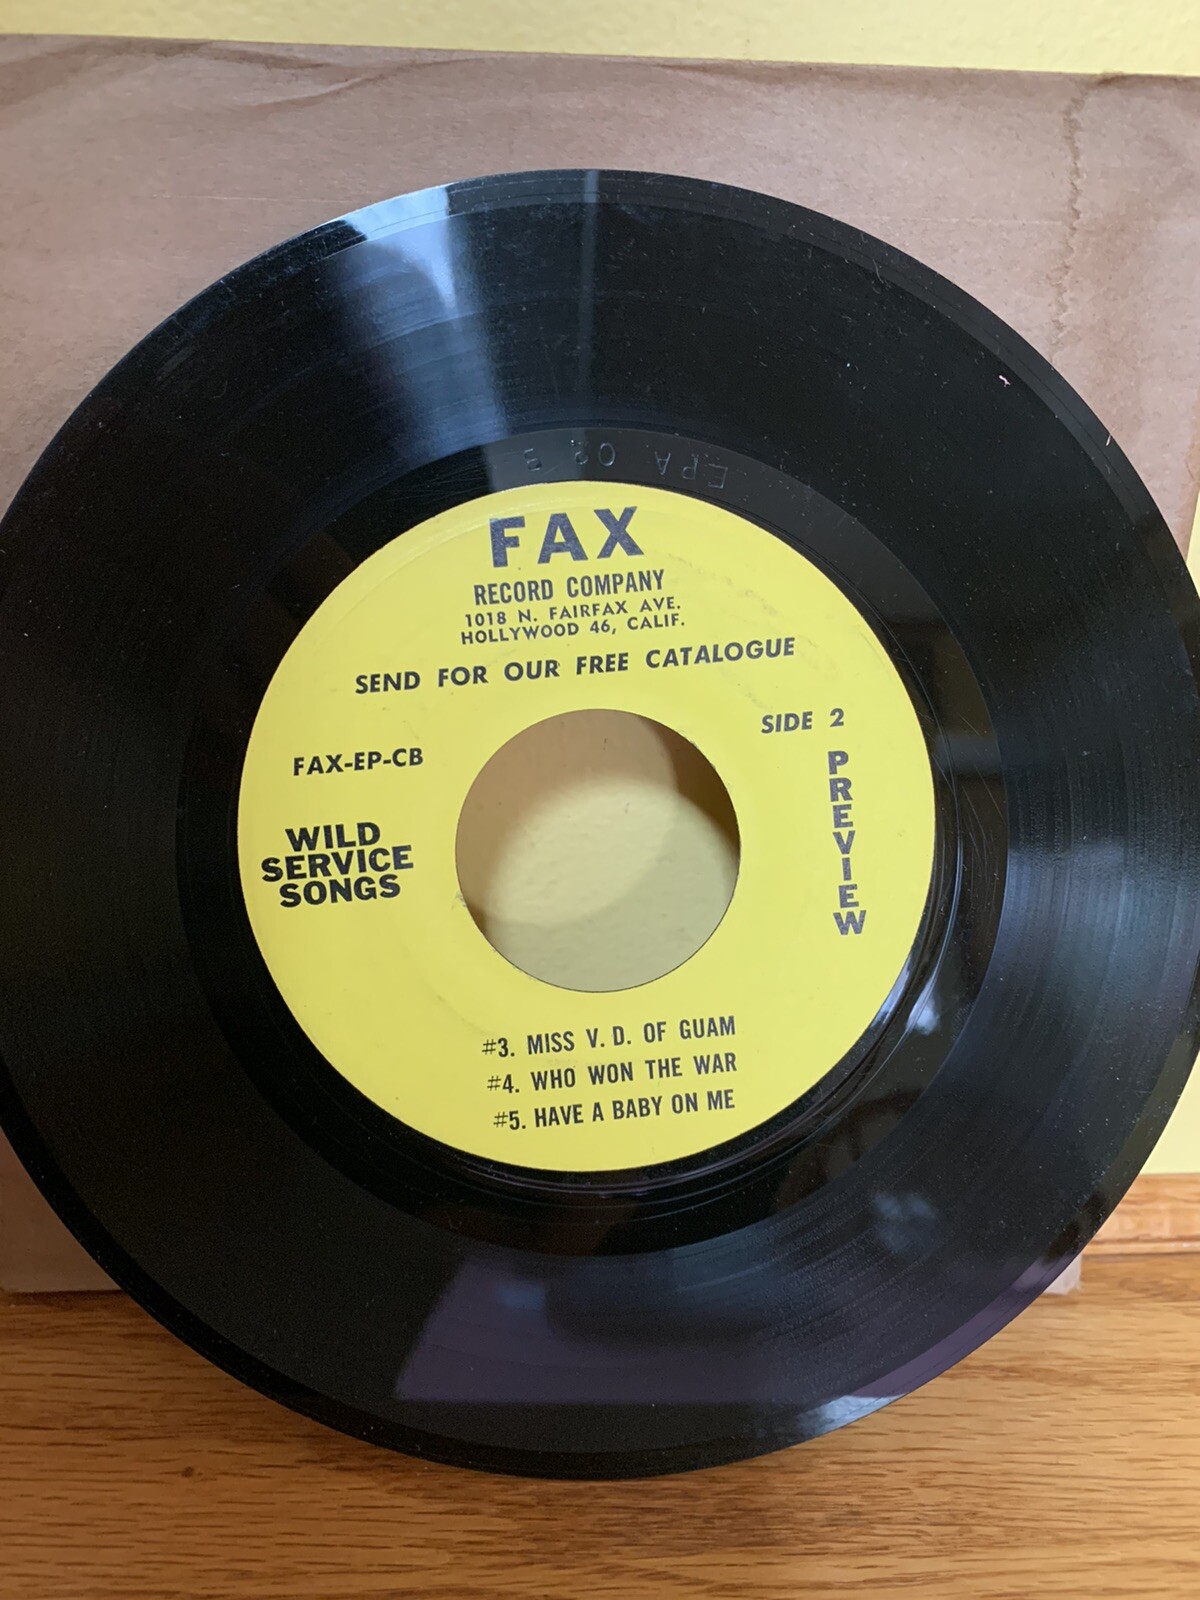 FAX
RECORD COMPANY
1018 N. FAIRFAX AVE.
HOLLYWOOD 46, CALIF.
SEND FOR OUR FREE CATALOGUE
SIDE 2
FAX-EP-CB
PREVIEW
WILD
SERVICE
SONGS
#3. MISS V. D. OF GUAM
#4. WHO WON THE WAR
#5. HAVE A BABY ON ME